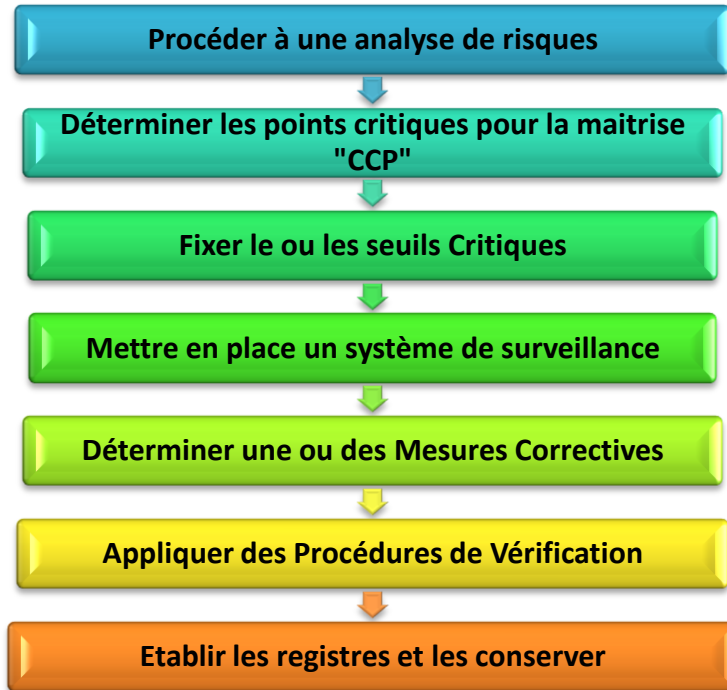 Procéder à une analyse de risques
Déterminer les points critiques pour la maitrise
"CCP"
Fixer le ou les seuils Critiques
Mettre en place un système de surveillance
Déterminer une ou des Mesures Correctives
Appliquer des Procédures de Vérification
Etablir les registres et les conserver